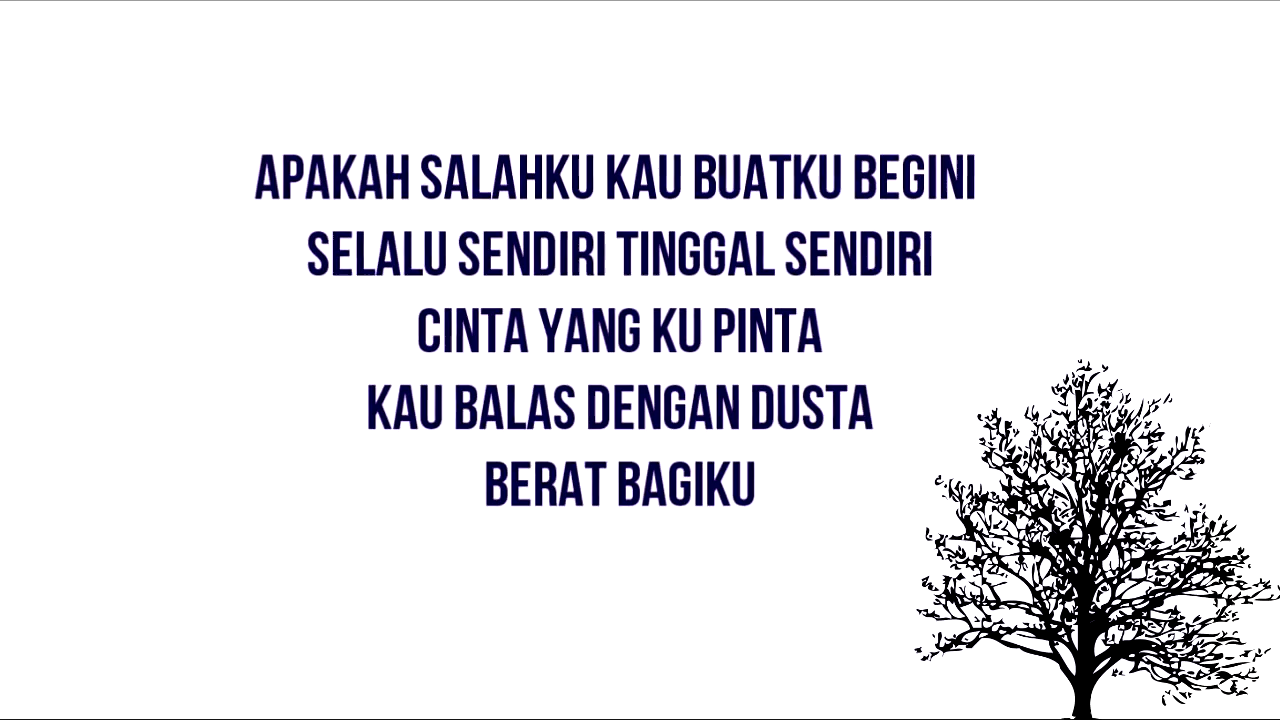 APAKAH SALAHKU KAU BUATKU BEGINI
SELALU SENDIRI TINGGAL SENDIRI
CINTA YANG KU PINTA
KAU BALAS DENGAN DUSTA
BERAT BAGIKU